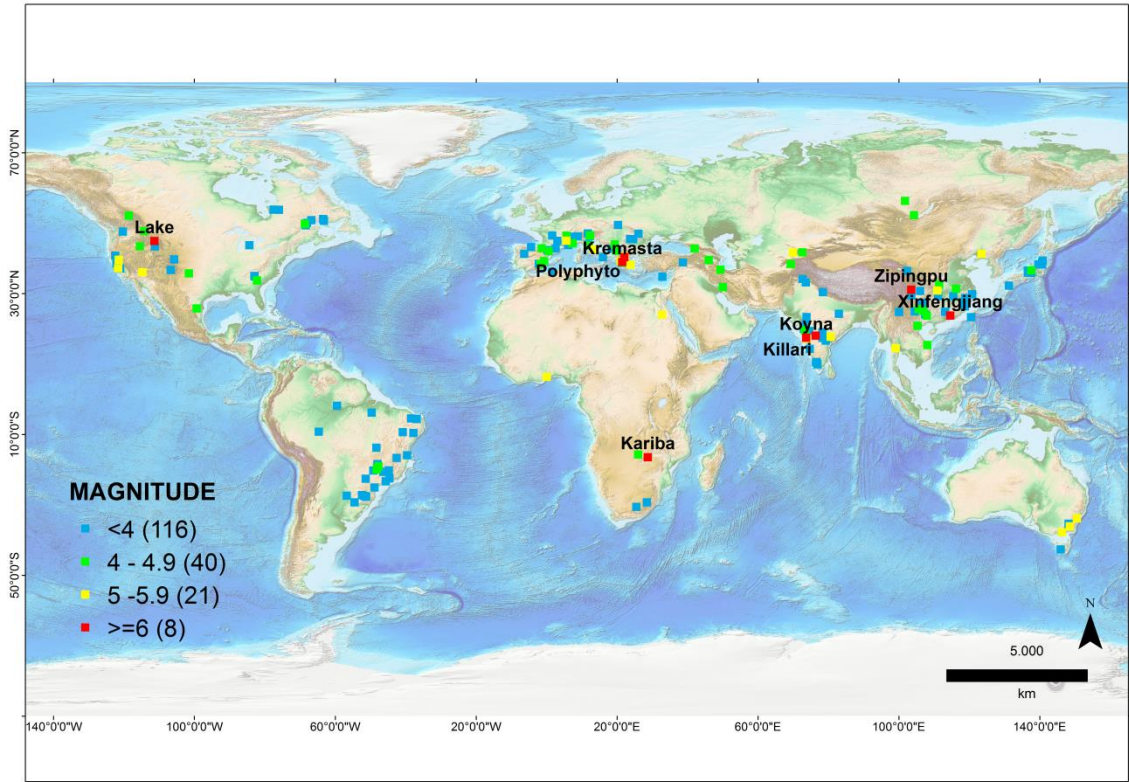 70°0'0"N
30°0'0"N
10°0'0"S
50°0'0"S
Lake
Kremasta
Polyphyto
Zipingpu
Xinfengjiang
Koyna
Killari
Kariba
MAGNITUDE
<4 (116)
4 - 4.9 (40)
5 -5.9 (21)
>=6 (8)
N
5.000
km
140°0'0"W
100°0'0"W
60°0'0"W
20°0'0"W
20°0'0"E
60°0'0"E
100°0'0"E
140°0'0"E